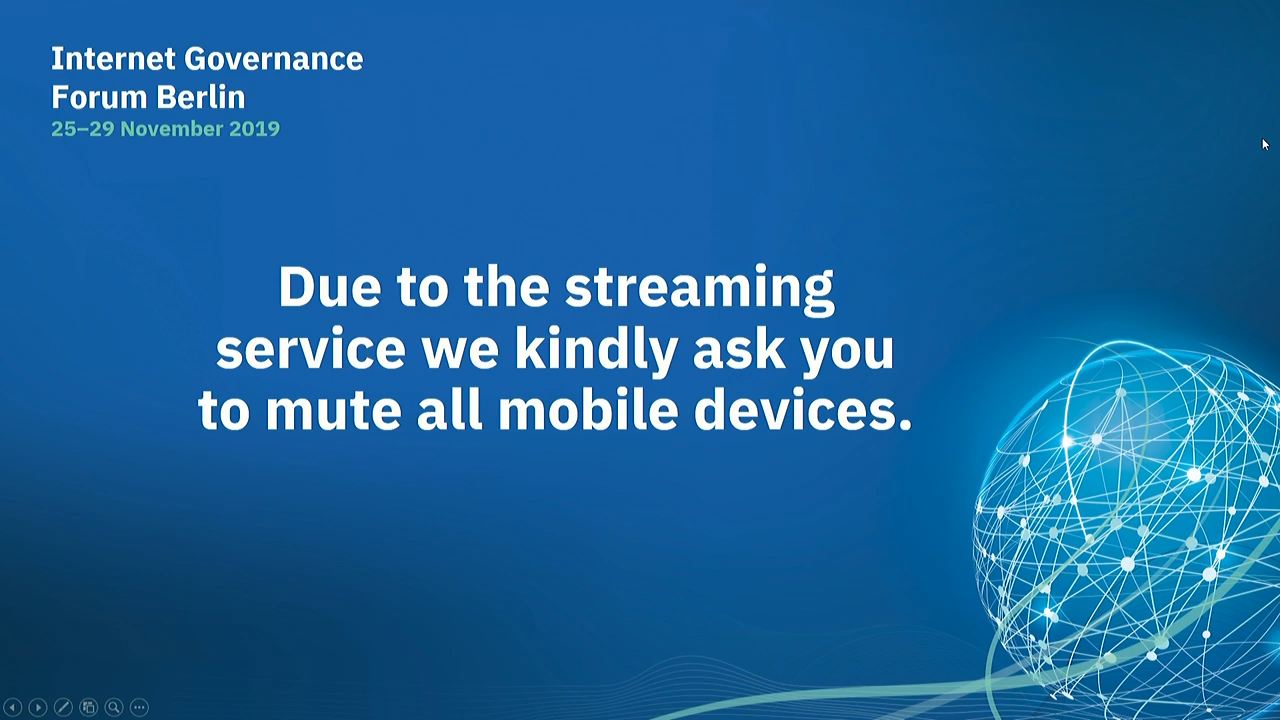 Internet Governance
Forum Berlin
25–29 November 2019
Due to the streaming
service we kindly ask you
to mute all mobile devices.